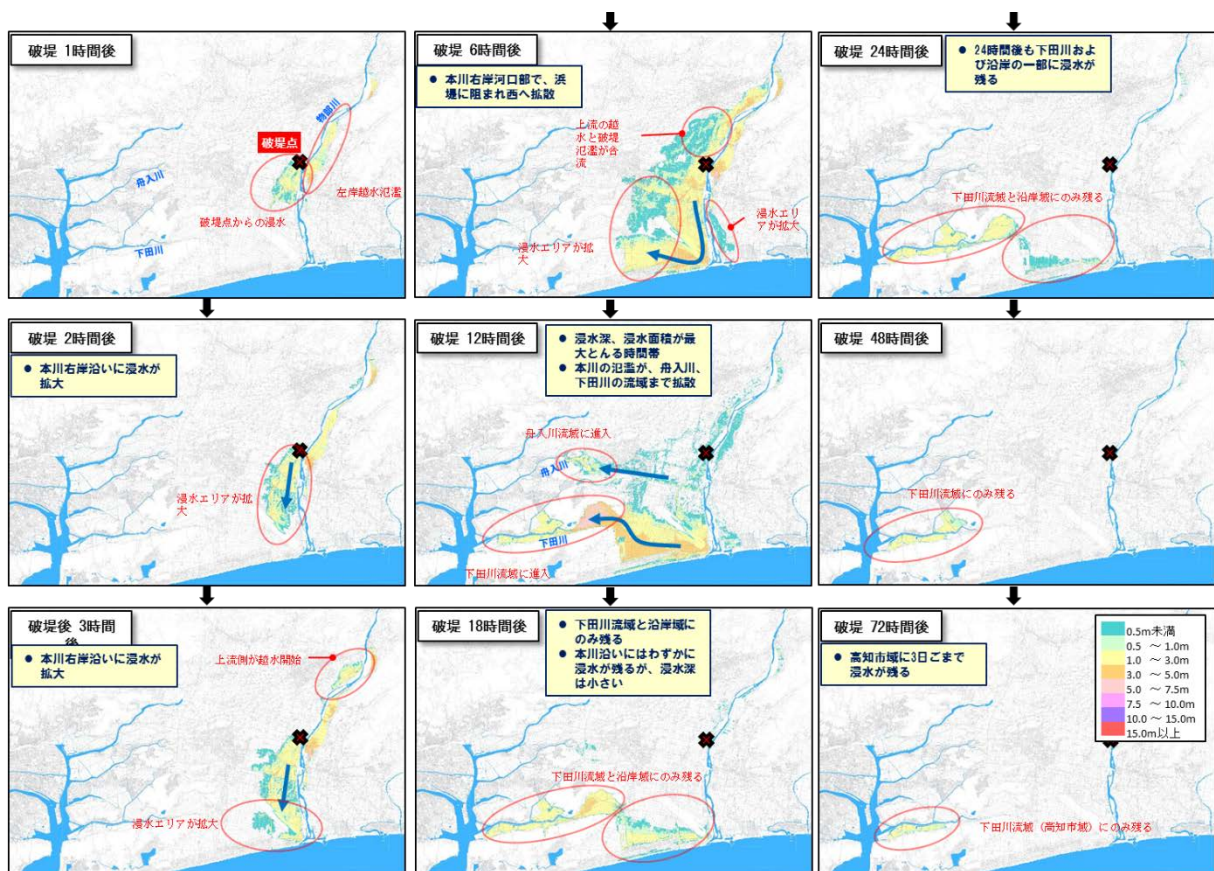 破堤 1時間後
物部川
破堤点
舟入川
左岸越水氾濫
破堤点からの浸水
下田川
破堤 2時間後
● 本川右岸沿いに浸水が
拡大
浸水エリアが拡
大
破堤後 3時間
後
● 本川右岸沿いに浸水が
拡大
上流側が越水開始
浸水エリアが拡大
破堤 6時間後
● 本川右岸河口部で、浜
堤に阻まれ西へ拡散
上流の越
水と破堤
氾濫が合
流
浸水エリ
アが拡大
浸水エリアが拡
大
破堤 12時間後
● 浸水深、浸水面積が最
大とんる時間帯
● 本川の氾濫が、舟入川、
下田川の流域まで拡散
舟入川流域に進入
舟入川
下田川
下田川流域に進入
破堤 18時間後
● 下田川流域と沿岸域に
のみ残る
● 本川沿いにはわずかに
浸水が残るが、浸水深
は小さい
下田川流域と沿岸域にのみ残る
破堤 24時間後
● 24時間後も下田川およ
び沿岸の一部に浸水が
残る
下田川流域と沿岸域にのみ残る
破堤 48時間後
下田川流域にのみ残る
破堤 72時間後
● 高知市域に3日ごまで
浸水が残る
0.5m未満
0.5 ～ 1.0m
1.0 ～ 3.0m
3.0 ～ 5.0m
5.0 ～ 7.5m
7.5 ～ 10.0m
10.0 ～ 15.0m
15.0m以上
下田川流域（高知市域）にのみ残る